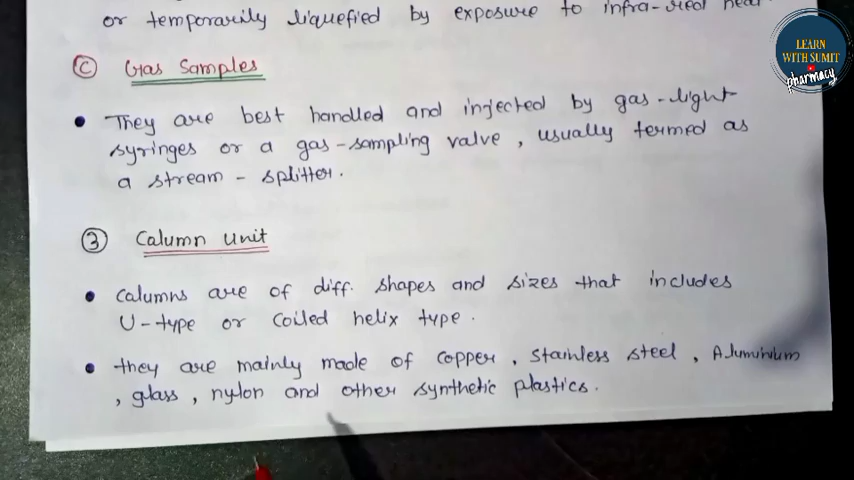 or temporarily liquefied by exposure to infra-red heat
LEARN
WITH SUMIT
pharmacy
C Gas Samples
They are best handled and injected by gas-light
syringes or a gas-sampling valve, usually termed as
a stream-splitter.
3 Calumn Unit
Calumns are of diff. shapes and sizes that includes
U-type or Coiled helix type.
They are mainly made of Copper, Stainless steel, Aluminium
, glass, nylon and other synthetic plastics.